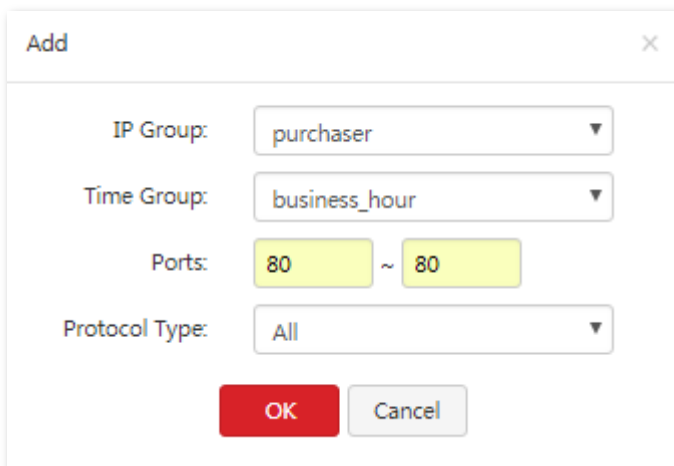 Add
IP Group: purchaser
Time Group: business_hour
Ports: 80 ~ 80
Protocol Type: All
OK Cancel